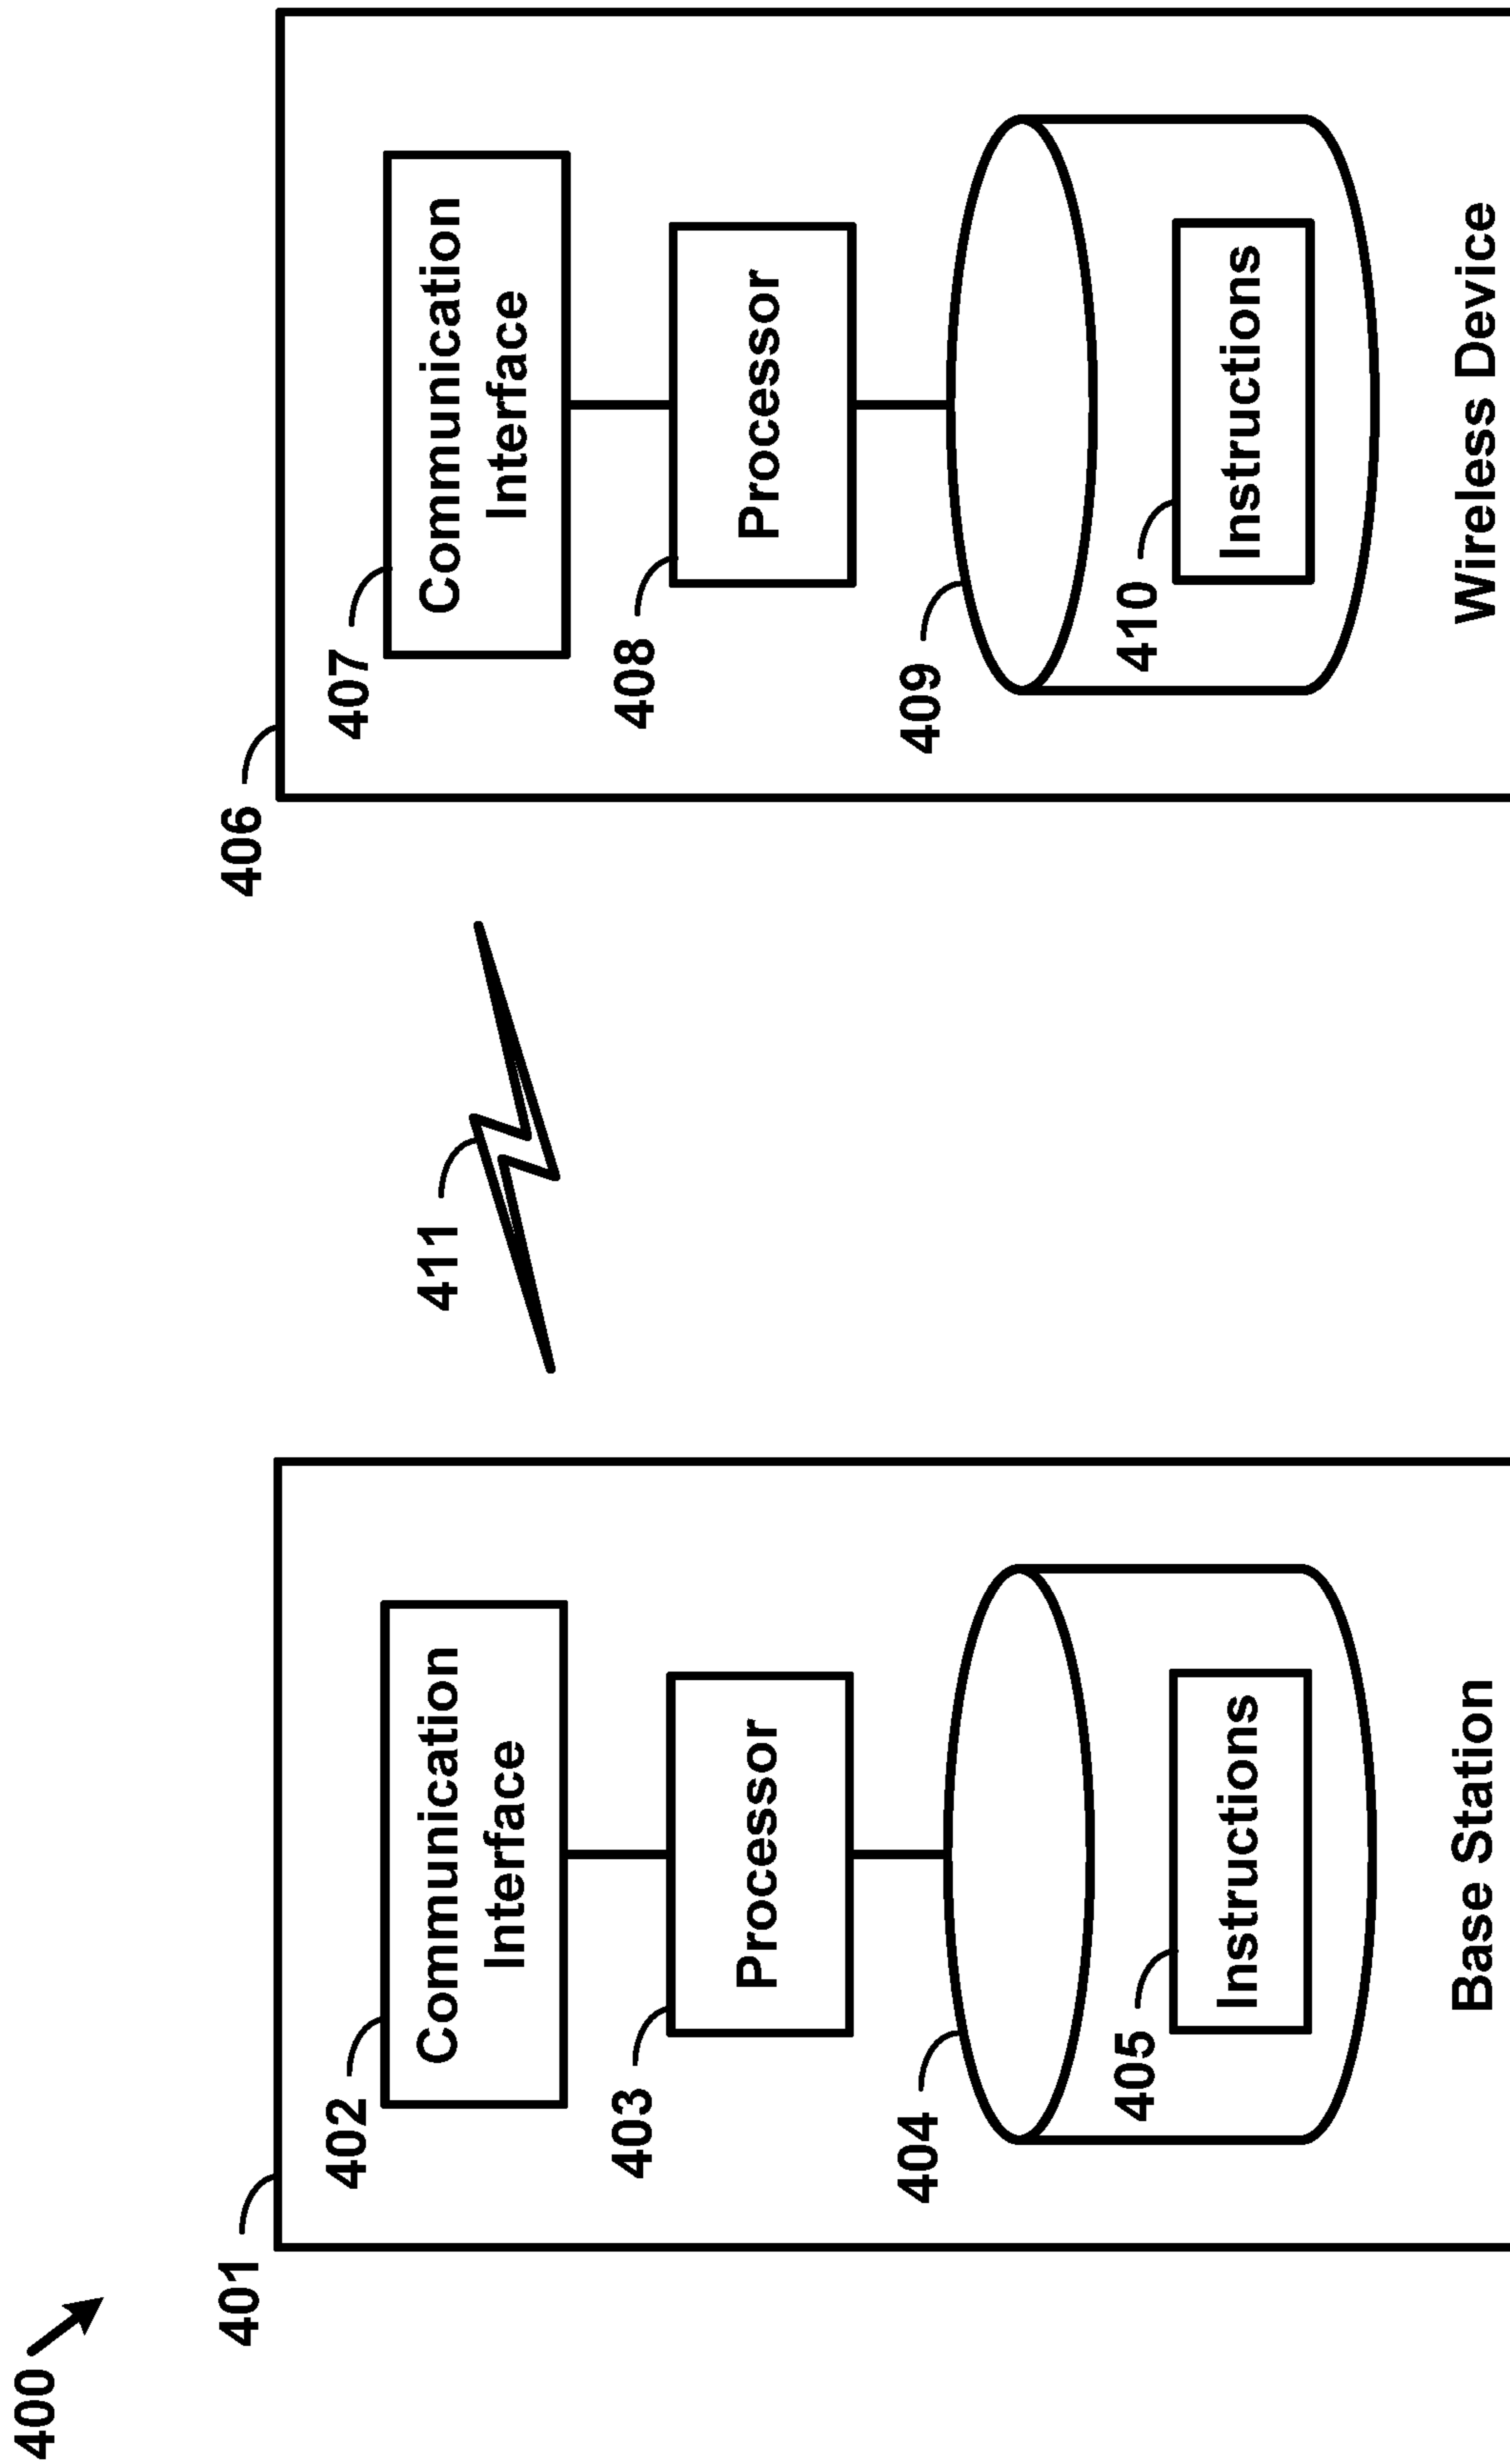 400
401
402
Communication
Interface
403
Processor
404
405
Instructions
Base Station
411
406
407
Communication
Interface
408
Processor
409
410
Instructions
Wireless Device